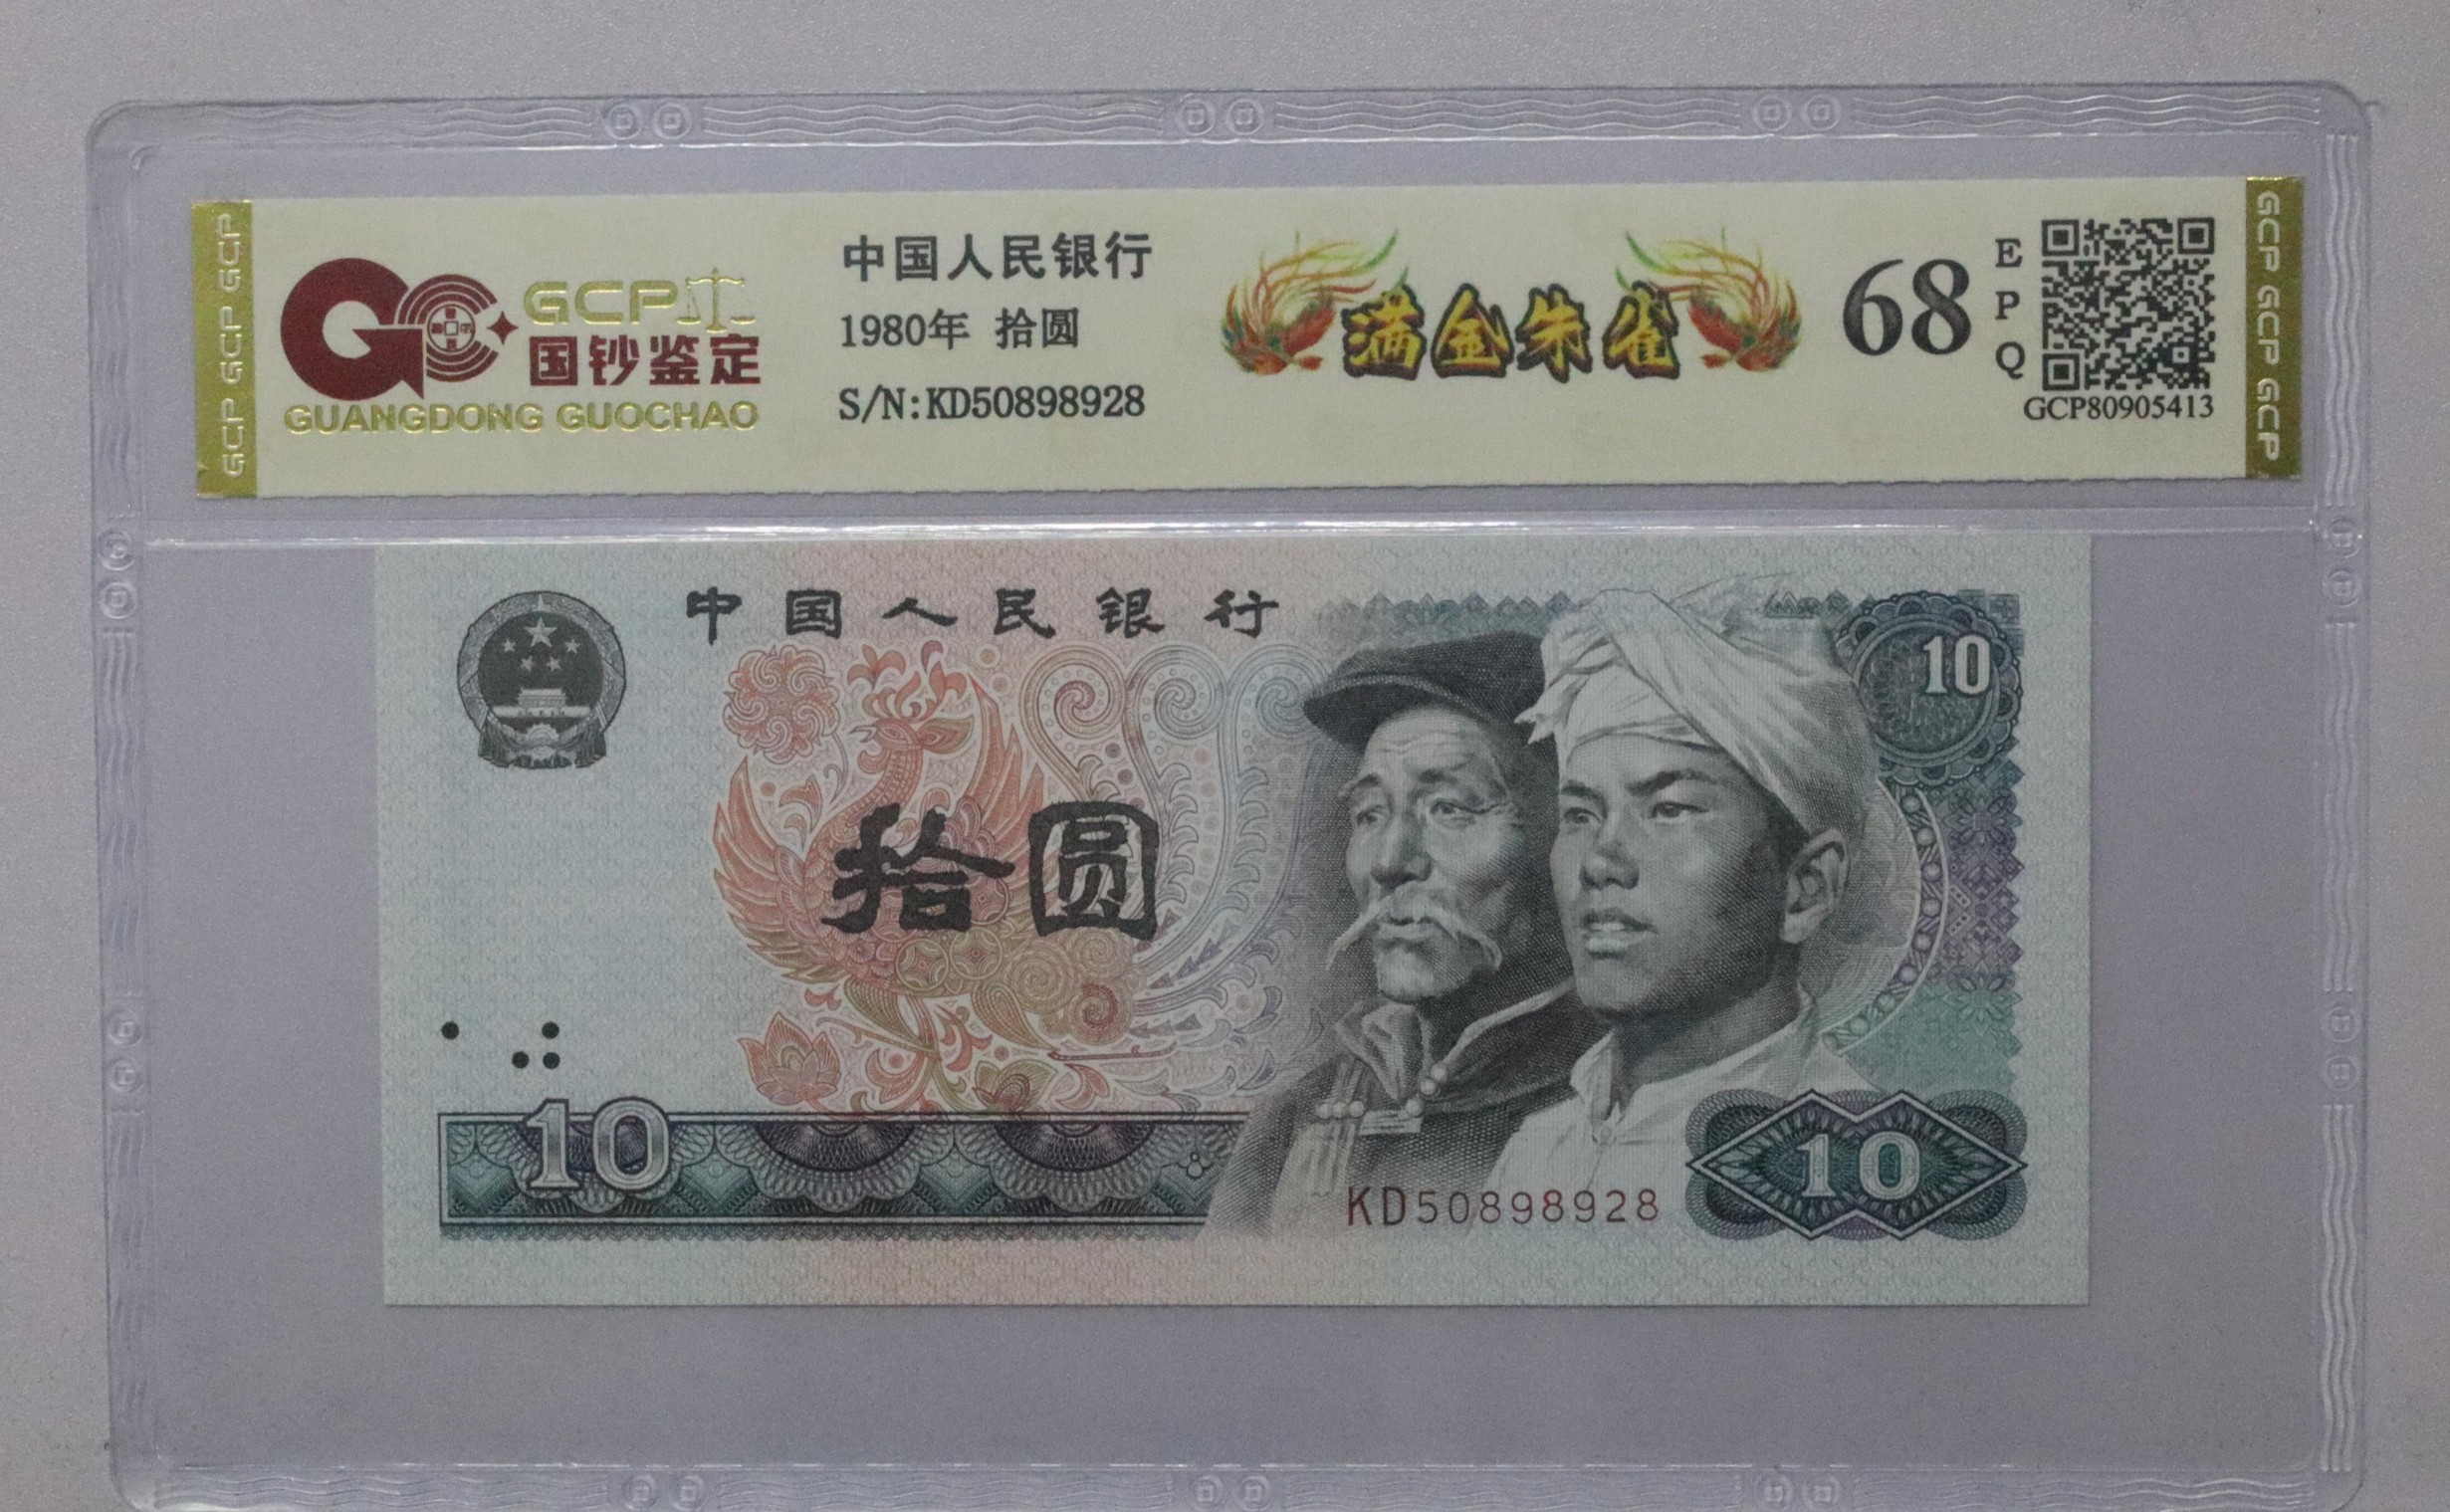 GCP GCP GCP
GCP
国钞鉴定
GUANGDONG GUOCHAO
中国人民银行
1980年 拾圆
S/N:KD50898928
满金朱雀
68
E
P
Q
GCP80905413
GCP GCP GCP
中国人民银行
10
拾圆
10
KD50898928
10